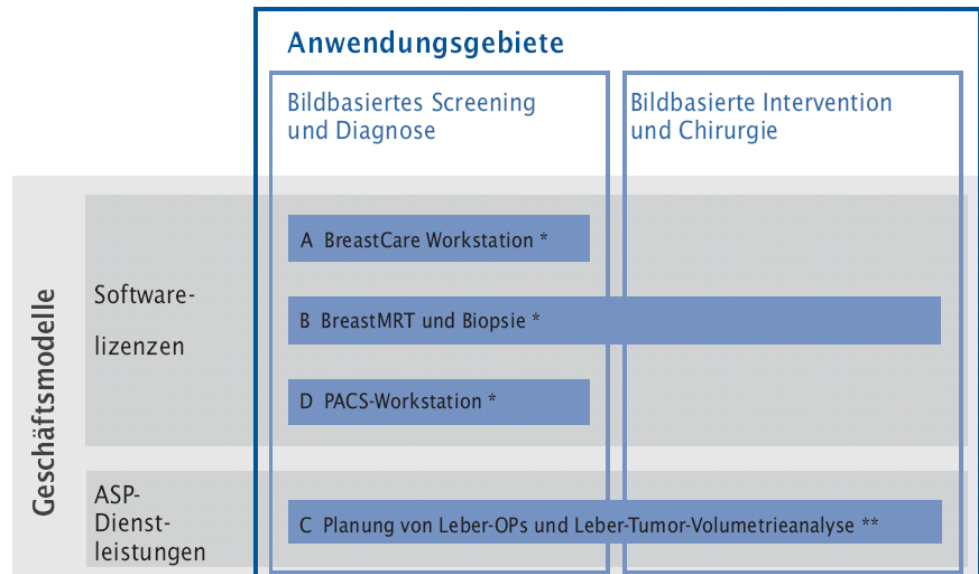 Anwendungsgebiete
Bildbasiertes Screening
und Diagnose
Bildbasierte Intervention
und Chirurgie
Geschäftsmodelle
Software-
lizenzen
A BreastCare Workstation *
B BreastMRT und Biopsie *
D PACS-Workstation *
ASP-
Dienst-
leistungen
C Planung von Leber-OPs und Leber-Tumor-Volumetrieanalyse **